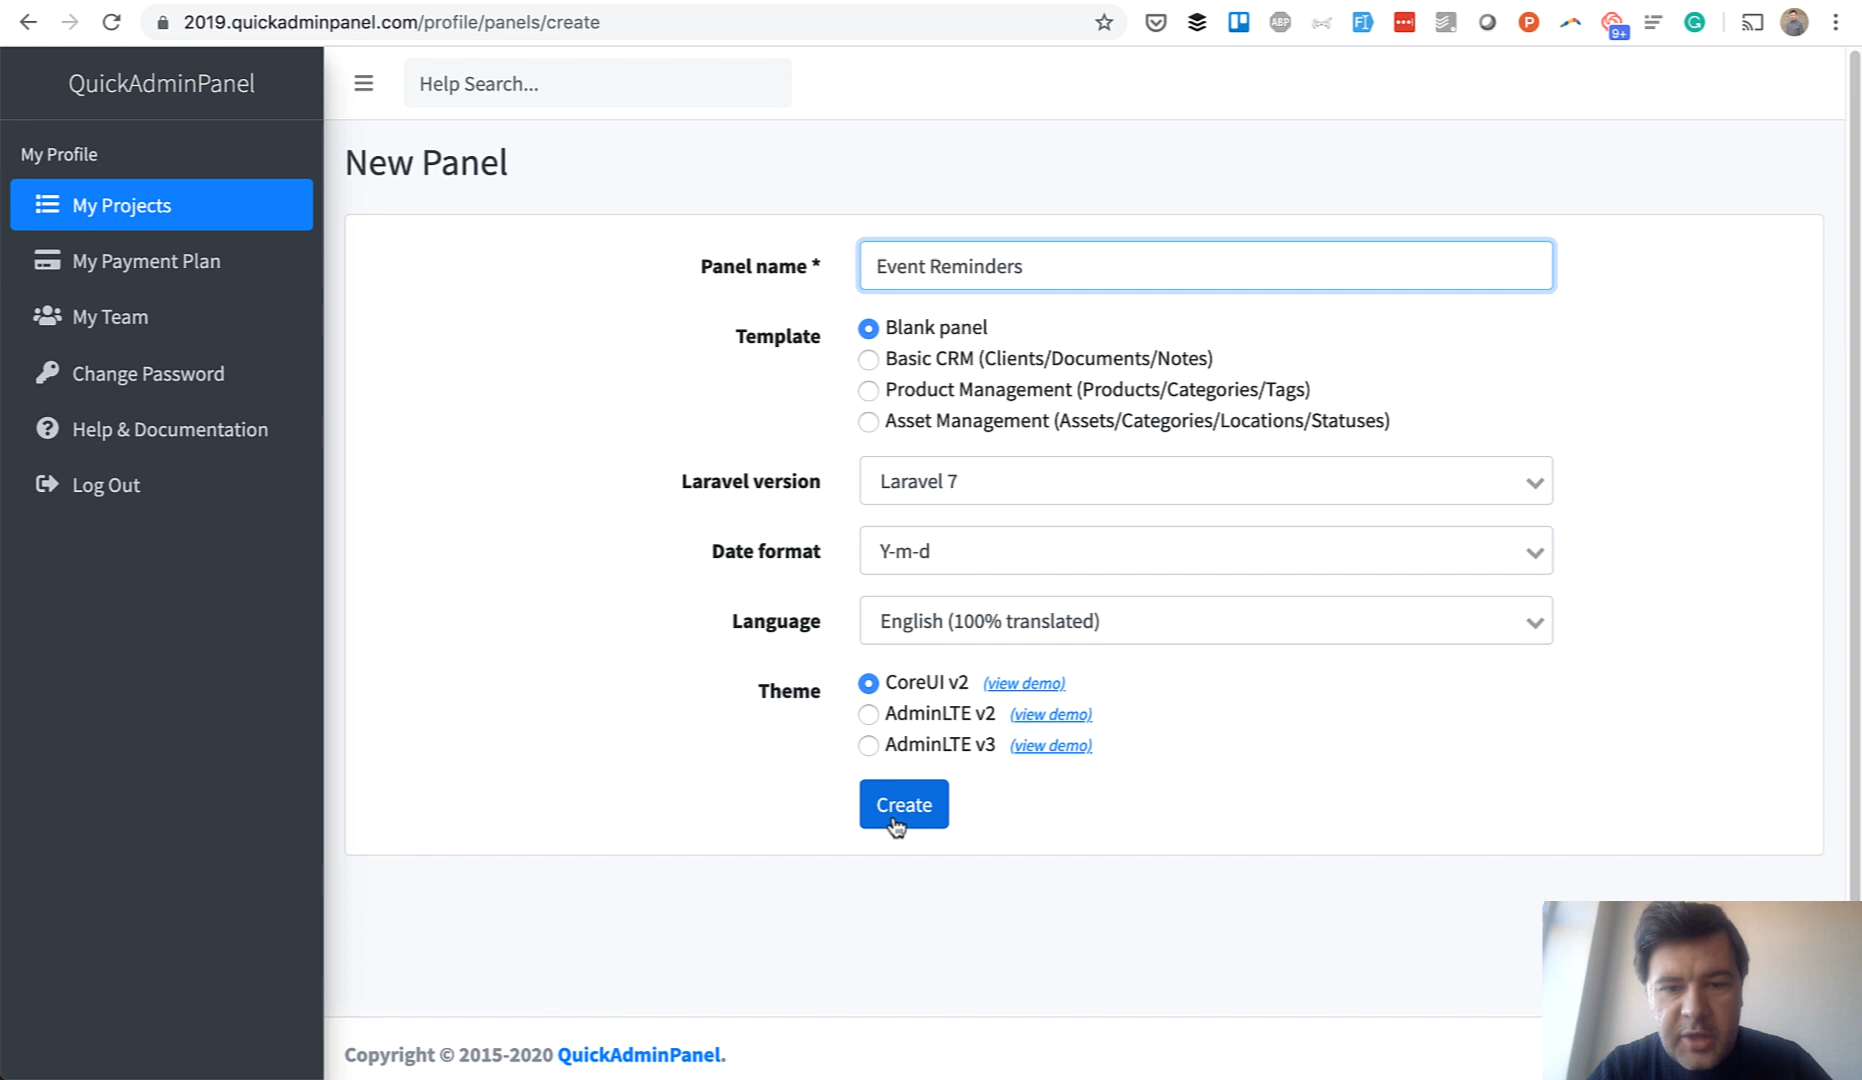 2019.quickadminpanel.com/profile/panels/create
ABP
FI
P
9+
G
QuickAdminPanel
Help Search...
My Profile
New Panel
My Projects
My Payment Plan
My Team
Change Password
Help & Documentation
Log Out
Panel name * Event Reminders
Template
Blank panel
Basic CRM (Clients/Documents/Notes)
Product Management (Products/Categories/Tags)
Asset Management (Assets/Categories/Locations/Statuses)
Laravel version Laravel 7
Date format Y-m-d
Language English (100% translated)
Theme
CoreUI v2 (view demo)
AdminLTE v2 (view demo)
AdminLTE v3 (view demo)
Create
Copyright © 2015-2020 QuickAdminPanel.